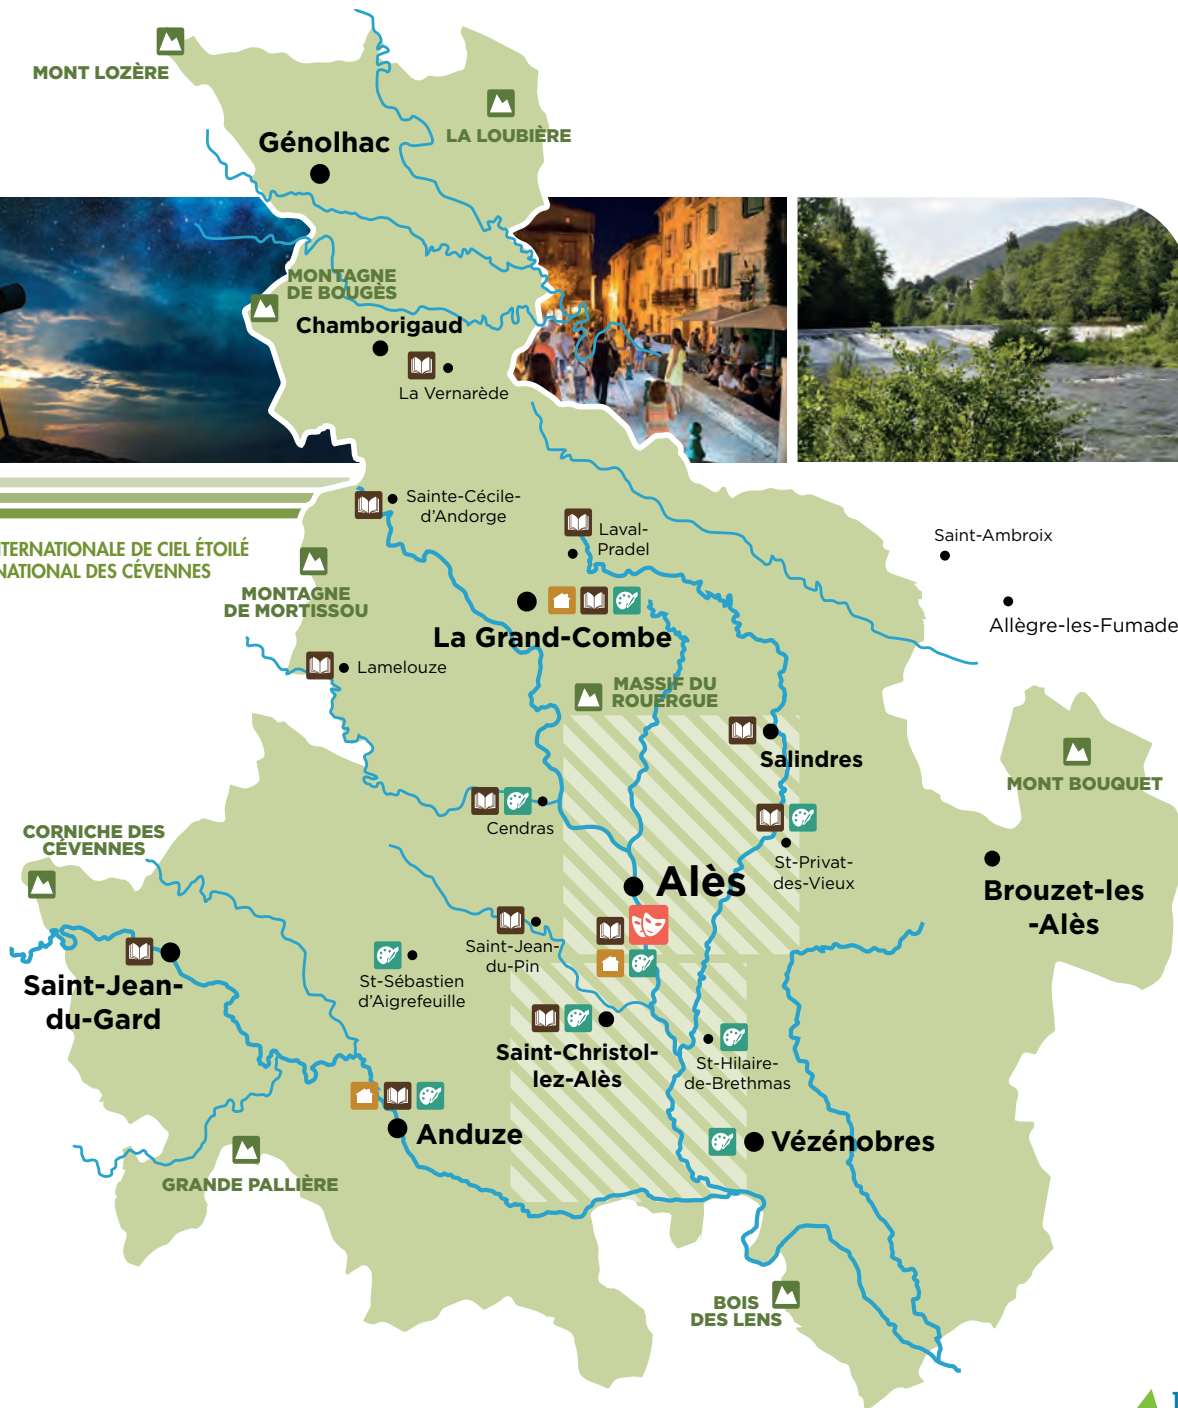 MONT LOZÈRE
LA LOUBIÈRE
Génolhac
MONTAGNE
DE BOUGÈS
Chamborigaud
La Vernarède
Sainte-Cécile-
d'Andorge
Laval-
Pradel
Saint-Ambroix
NTERNATIONALE DE CIEL ÉTOILÉ
NATIONAL DES CÉVENNES
MONTAGNE
DE MORTISSOU
Allègre-les-Fumade
La Grand-Combe
Lamelouze
MASSIF DU
ROUERGUE
Salindres
MONT BOUQUET
Cendras
CORNICHE DES
CÉVENNES
St-Privat-
des-Vieux
Alès
Brouzet-les
-Alès
Saint-Jean-
du-Pin
St-Sébastien
d'Aigrefeuille
Saint-Jean-
du-Gard
Saint-Christol-
lez-Alès
St-Hilaire-
de-Brethmas
Anduze
Vézénobres
GRANDE PALLIÈRE
BOIS
DES LENS